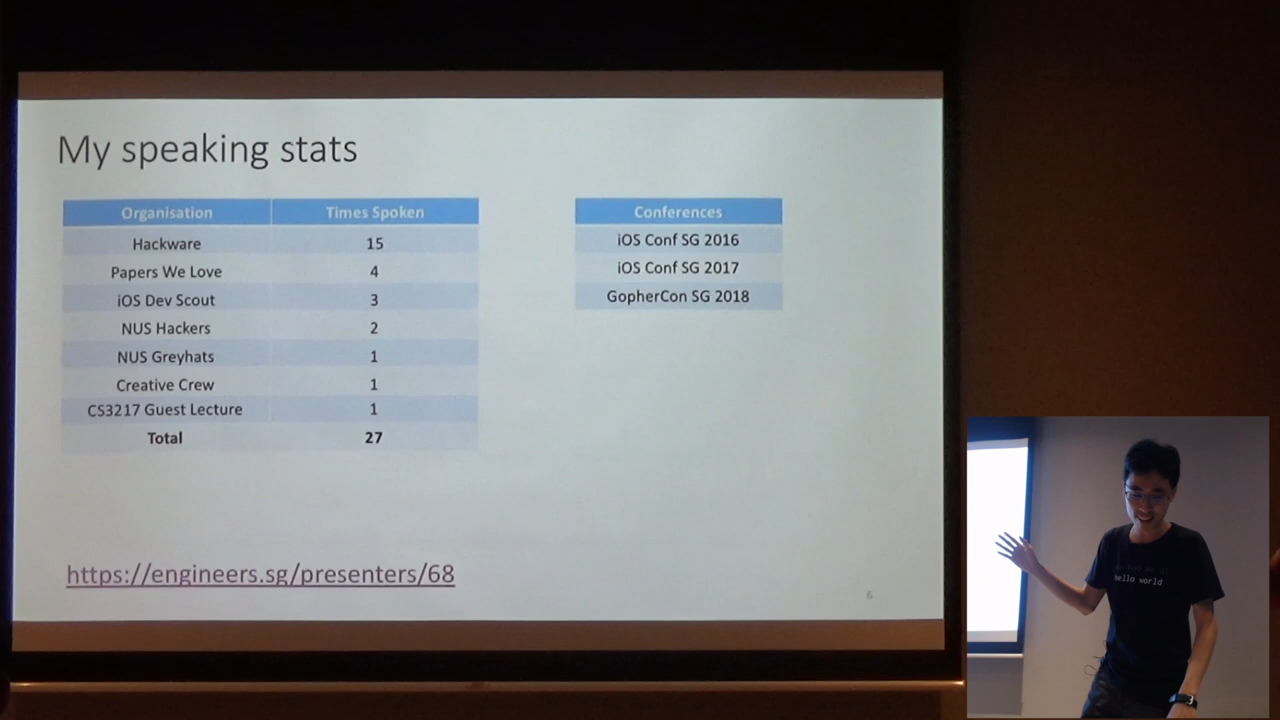 My speaking stats
Organisation Times Spoken
Hackware 15
Papers We Love 4
iOS Dev Scout 3
NUS Hackers 2
NUS Greyhats 1
Creative Crew 1
CS3217 Guest Lecture 1
Total 27
Conferences
iOS Conf SG 2016
iOS Conf SG 2017
GopherCon SG 2018
https://engineers.sg/presenters/68
6
hello world